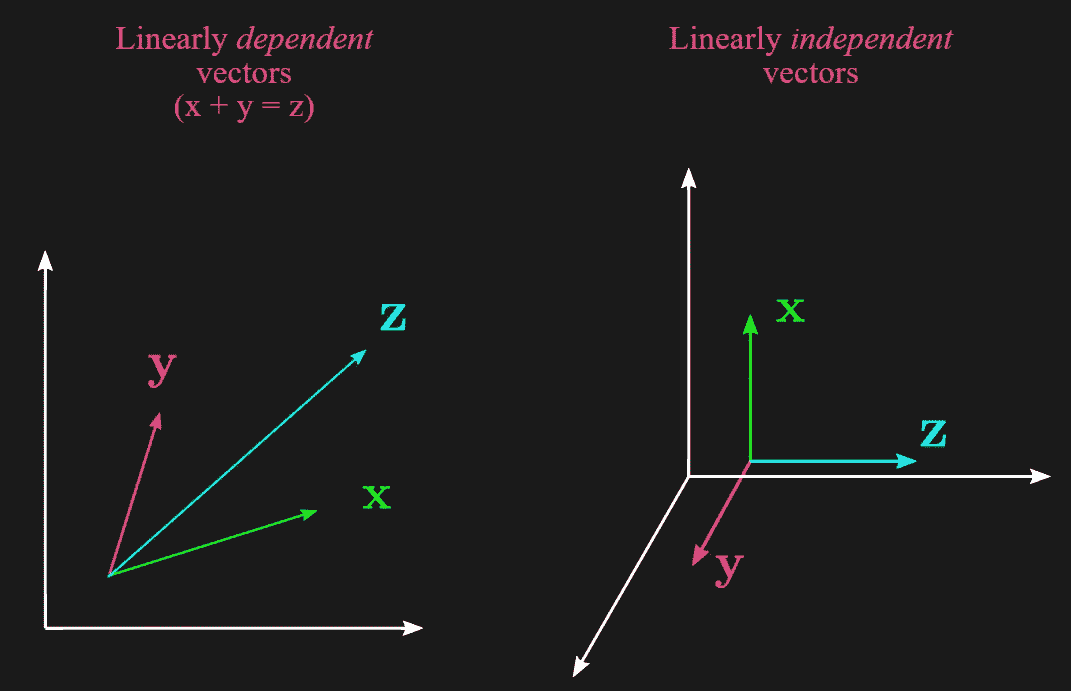 Linearly dependent
vectors
(x + y = z)
Linearly independent
vectors
z
y
x
x
z
y